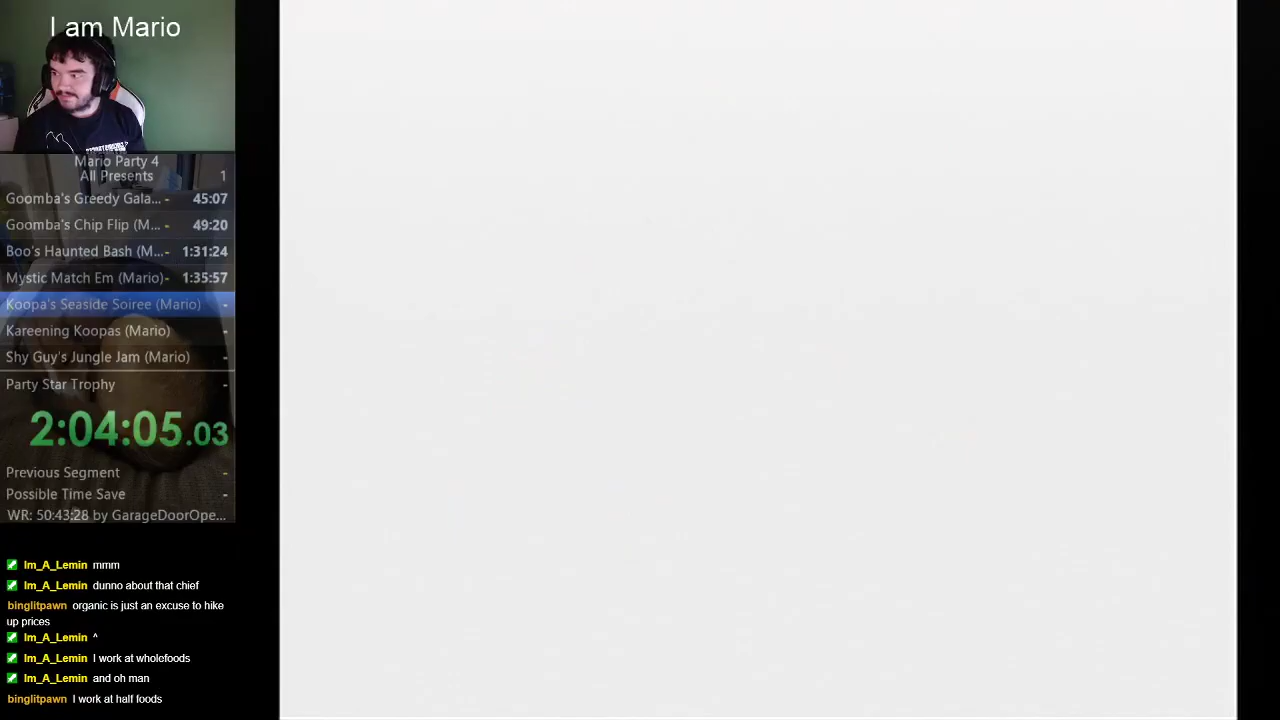 I am Mario
Mario Party 4
All Presents 1
Goomba's Greedy Gala... - 45:07
Goomba's Chip Flip (M... - 49:20
Boo's Haunted Bash (M... - 1:31:24
Mystic Match Em (Mario) - 1:35:57
Koopa's Seaside Soiree (Mario) -
Kareening Koopas (Mario) -
Shy Guy's Jungle Jam (Mario) -
Party Star Trophy -
2:04:05.03
Previous Segment -
Possible Time Save -
WR: 50:43:28 by GarageDoorOpe...
Im_A_Lemin mmm
Im_A_Lemin dunno about that chief
binglitpawn organic is just an excuse to hike
up prices
Im_A_Lemin ^
Im_A_Lemin I work at wholefoods
Im_A_Lemin and oh man
binglitpawn I work at half foods